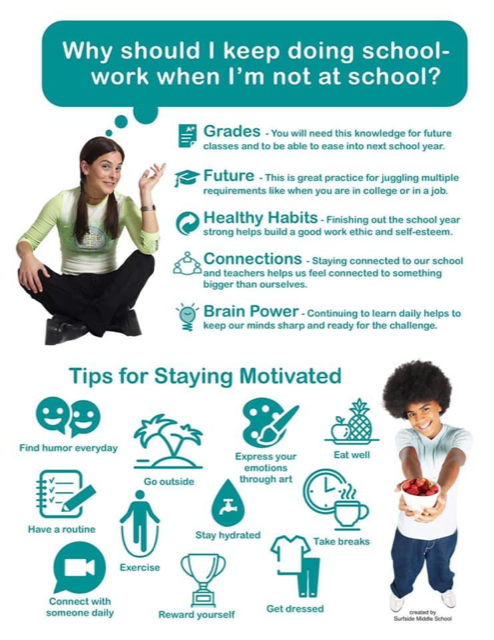 Why should I keep doing school-
work when I'm not at school?
A+
Grades - You will need this knowledge for future
classes and to be able to ease into next school year.
Future - This is great practice for juggling multiple
requirements like when you are in college or in a job.
Healthy Habits - Finishing out the school year
strong helps build a good work ethic and self-esteem.
Connections - Staying connected to our school
and teachers helps us feel connected to something
bigger than ourselves.
Brain Power - Continuing to learn daily helps to
keep our minds sharp and ready for the challenge.
Tips for Staying Motivated
Find humor everyday
Go outside
Express your
emotions
through art
Eat well
Have a routine
Exercise
Stay hydrated
Take breaks
Connect with
someone daily
Reward yourself
Get dressed
created by
Surfside Middle School